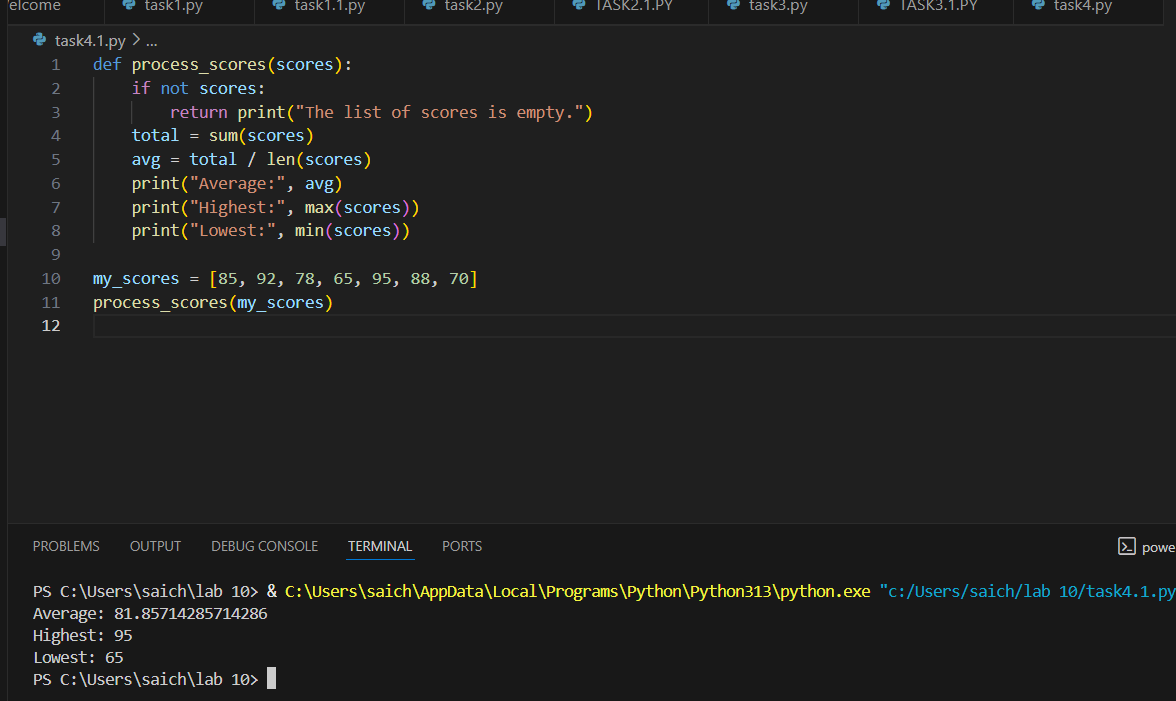 elcome task1.py task1.1.py task2.py TASK2.1.PY task3.py TASK3.1.PY task4.py
task4.1.py > ...
1 def process_scores(scores):
2     if not scores:
3         return print("The list of scores is empty.")
4     total = sum(scores)
5     avg = total / len(scores)
6     print("Average:", avg)
7     print("Highest:", max(scores))
8     print("Lowest:", min(scores))
9
10 my_scores = [85, 92, 78, 65, 95, 88, 70]
11 process_scores(my_scores)
12
PROBLEMS OUTPUT DEBUG CONSOLE TERMINAL PORTS powe
PS C:\Users\saich\lab 10> & C:\Users\saich\AppData\Local\Programs\Python\Python313\python.exe "c:/Users/saich/lab 10/task4.1.py
Average: 81.85714285714286
Highest: 95
Lowest: 65
PS C:\Users\saich\lab 10>